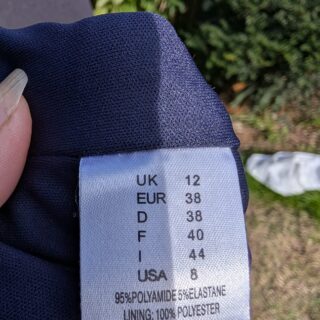 UK 12
EUR 38
D 38
F 40
I 44
USA 8
95%POLYAMIDE 5%ELASTANE
LINING: 100% POLYESTER